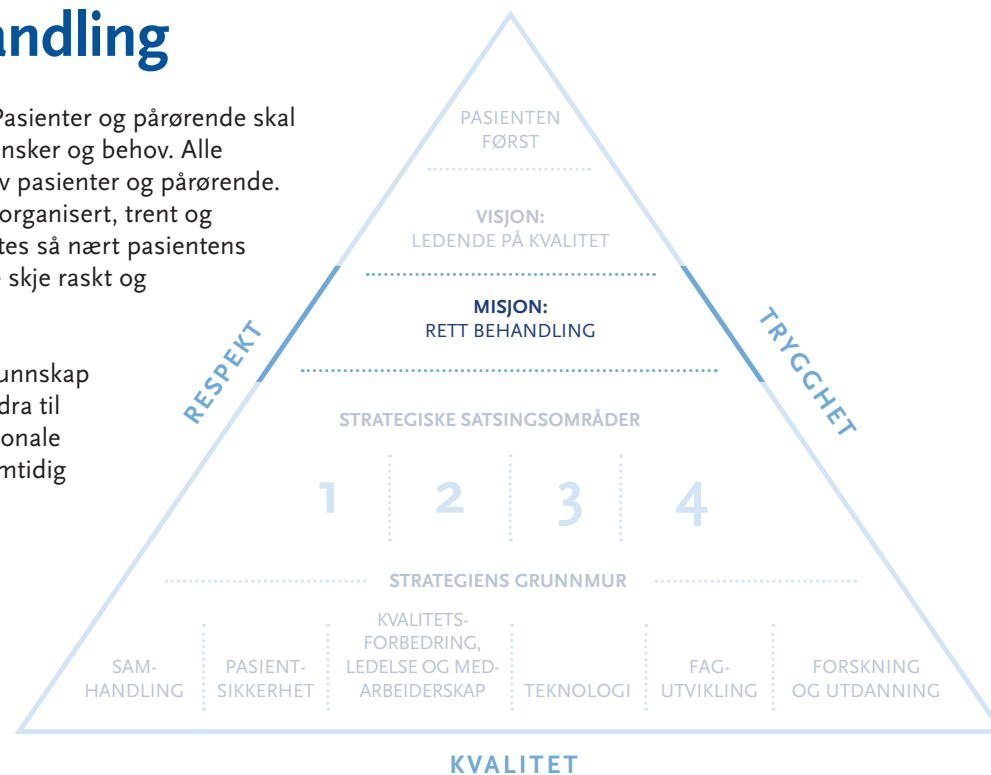 andling
Pasienter og pårørende skal
nsker og behov. Alle
v pasienter og pårørende.
organisert, trent og
tes så nært pasientens
skje raskt og
unnskap
dra til
onale
mtidig
PASIENTEN
FØRST
VISJON:
LEDENDE PÅ KVALITET
MISJON:
RETT BEHANDLING
RESPEKT
TRYGGHET
STRATEGISKE SATSINGSOMRÅDER
1 2 3 4
STRATEGIENS GRUNNMUR
SAM-
HANDLING
PASIENT-
SIKKERHET
KVALITETS-
FORBEDRING,
LEDELSE OG MED-
ARBEIDERSKAP
TEKNOLOGI
FAG-
UTVIKLING
FORSKNING
OG UTDANNING
KVALITET